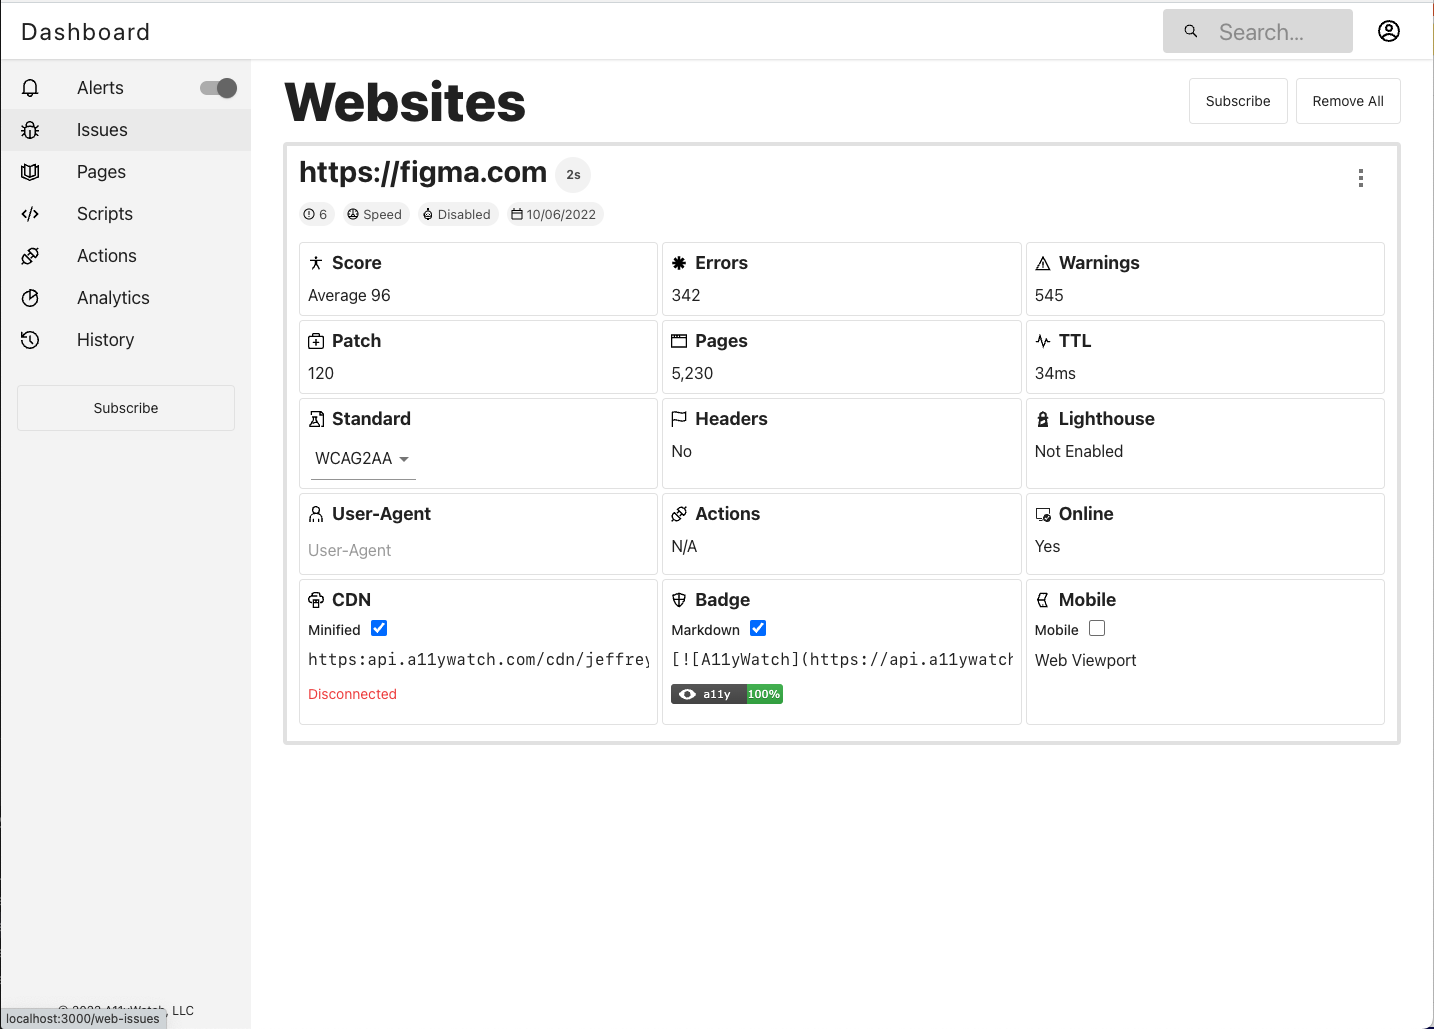 Dashboard
Search...
Alerts
Issues
Pages
Scripts
Actions
Analytics
History
Subscribe
Websites
Subscribe
Remove All
https://figma.com 2s
6 Speed Disabled 10/06/2022
Score
Average 96
Errors
342
Warnings
545
Patch
120
Pages
5,230
TTL
34ms
Standard
WCAG2AA
Headers
No
Lighthouse
Not Enabled
User-Agent
User-Agent
Actions
N/A
Online
Yes
CDN
Minified
https:api.a11ywatch.com/cdn/jeffrey
Disconnected
Badge
Markdown
[![A11yWatch](https://api.a11ywatch
a11y 100%
Mobile
Mobile
Web Viewport
© 2022 A11yWatch, LLC
localhost:3000/web-issues